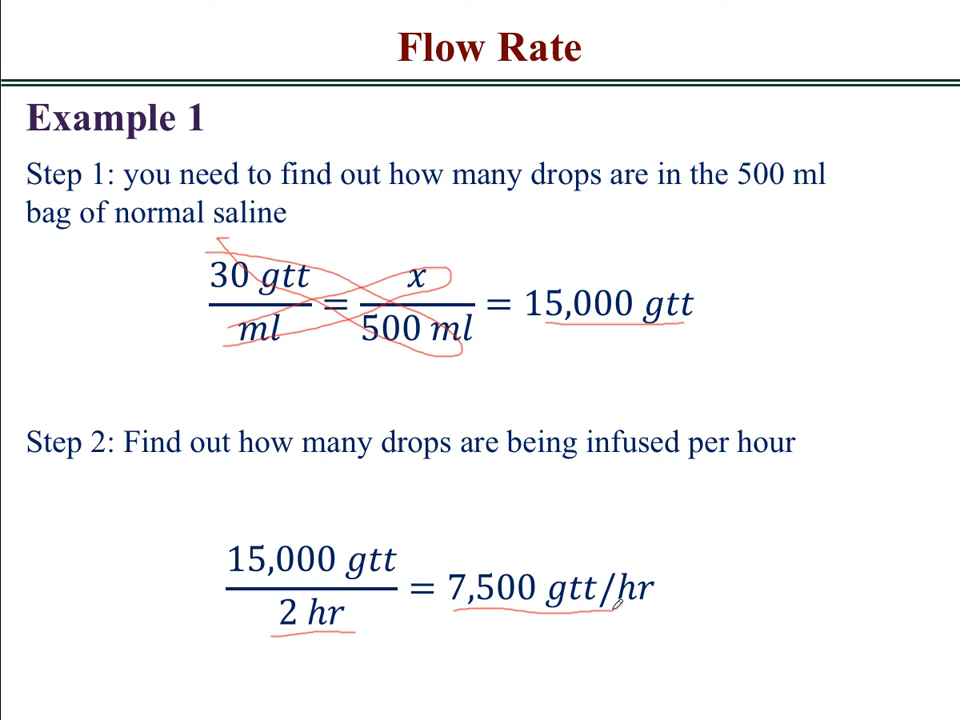 Flow Rate
Example 1
Step 1: you need to find out how many drops are in the 500 ml
bag of normal saline
30 gtt / ml = x / 500 ml = 15,000 gtt
Step 2: Find out how many drops are being infused per hour
15,000 gtt / 2 hr = 7,500 gtt/hr